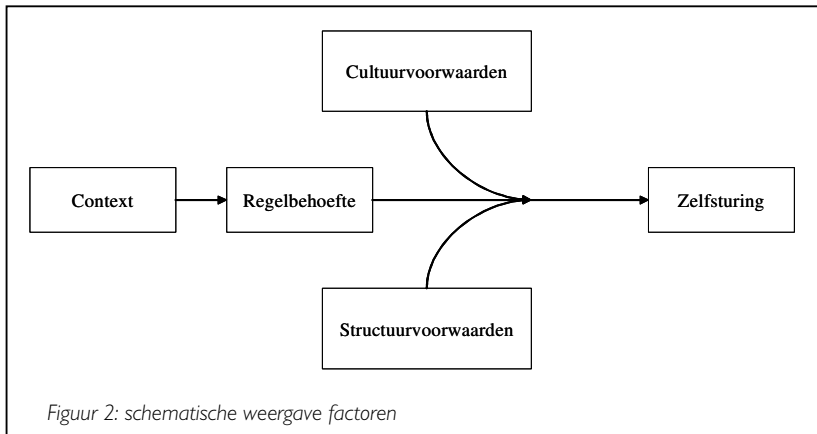 Cultuurvoorwaarden
Context
Regelbehoefte
Zelfsturing
Structuurvoorwaarden
Figuur 2: schematische weergave factoren